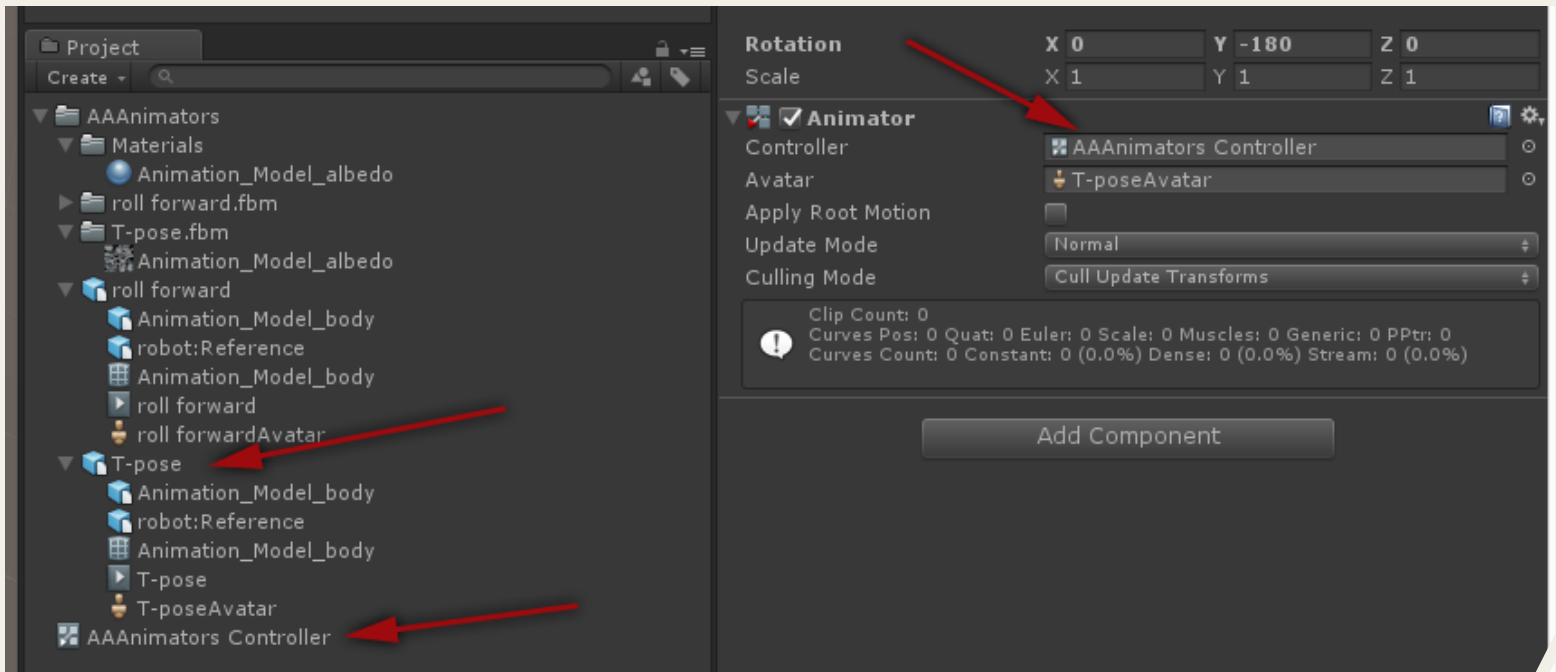 Project
Create
AAAnimators
Materials
Animation_Model_albedo
roll forward.fbm
T-pose.fbm
Animation_Model_albedo
roll forward
Animation_Model_body
robot:Reference
Animation_Model_body
roll forward
roll forwardAvatar
T-pose
Animation_Model_body
robot:Reference
Animation_Model_body
T-pose
T-poseAvatar
AAAnimators Controller
Rotation X 0 Y -180 Z 0
Scale X 1 Y 1 Z 1
Animator
Controller AAAnimators Controller
Avatar T-poseAvatar
Apply Root Motion
Update Mode Normal
Culling Mode Cull Update Transforms
Clip Count: 0
Curves Pos: 0 Quat: 0 Euler: 0 Scale: 0 Muscles: 0 Generic: 0 PPtr: 0
Curves Count: 0 Constant: 0 (0.0%) Dense: 0 (0.0%) Stream: 0 (0.0%)
Add Component